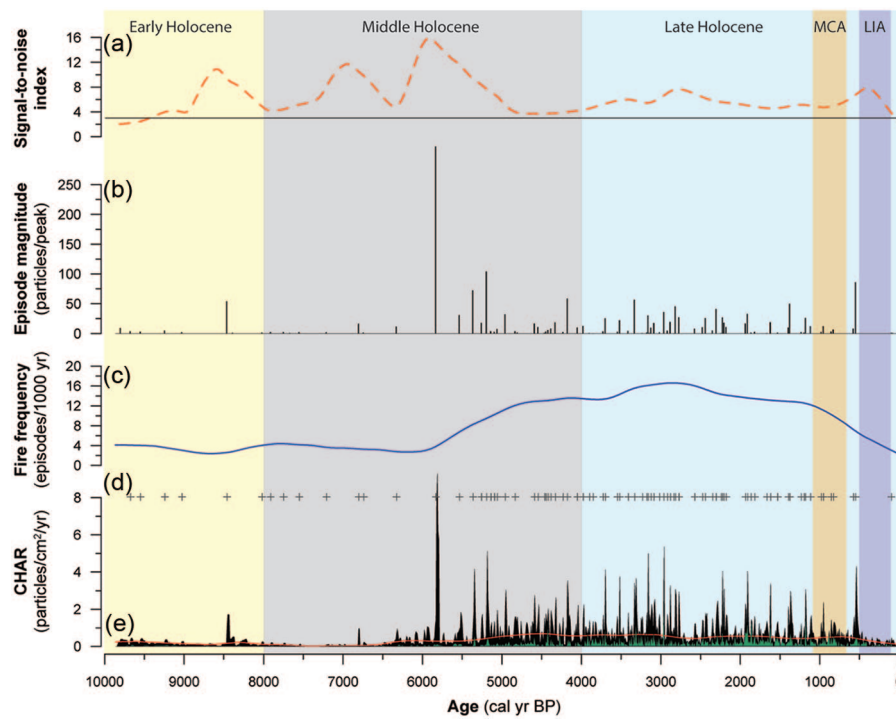 Early Holocene Middle Holocene Late Holocene MCA LIA
(a)
Signal-to-noise
index
16
12
8
4
0
(b)
Episode magnitude
(particles/peak)
250
200
150
100
50
0
(c)
Fire frequency
(episodes/1000 yr)
20
16
12
8
4
0
(d)
CHAR
(particles/cm²/yr)
8
6
4
2
0
(e)
10000 9000 8000 7000 6000 5000 4000 3000 2000 1000
Age (cal yr BP)